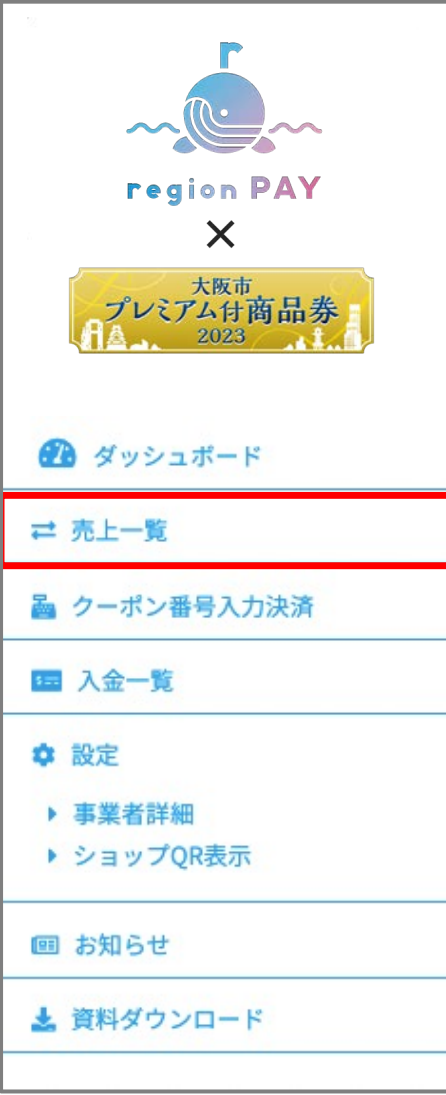 r
region PAY
×
大阪市
プレミアム付商品券
2023
ダッシュボード
売上一覧
クーポン番号入力決済
入金一覧
設定
事業者詳細
ショップQR表示
お知らせ
資料ダウンロード